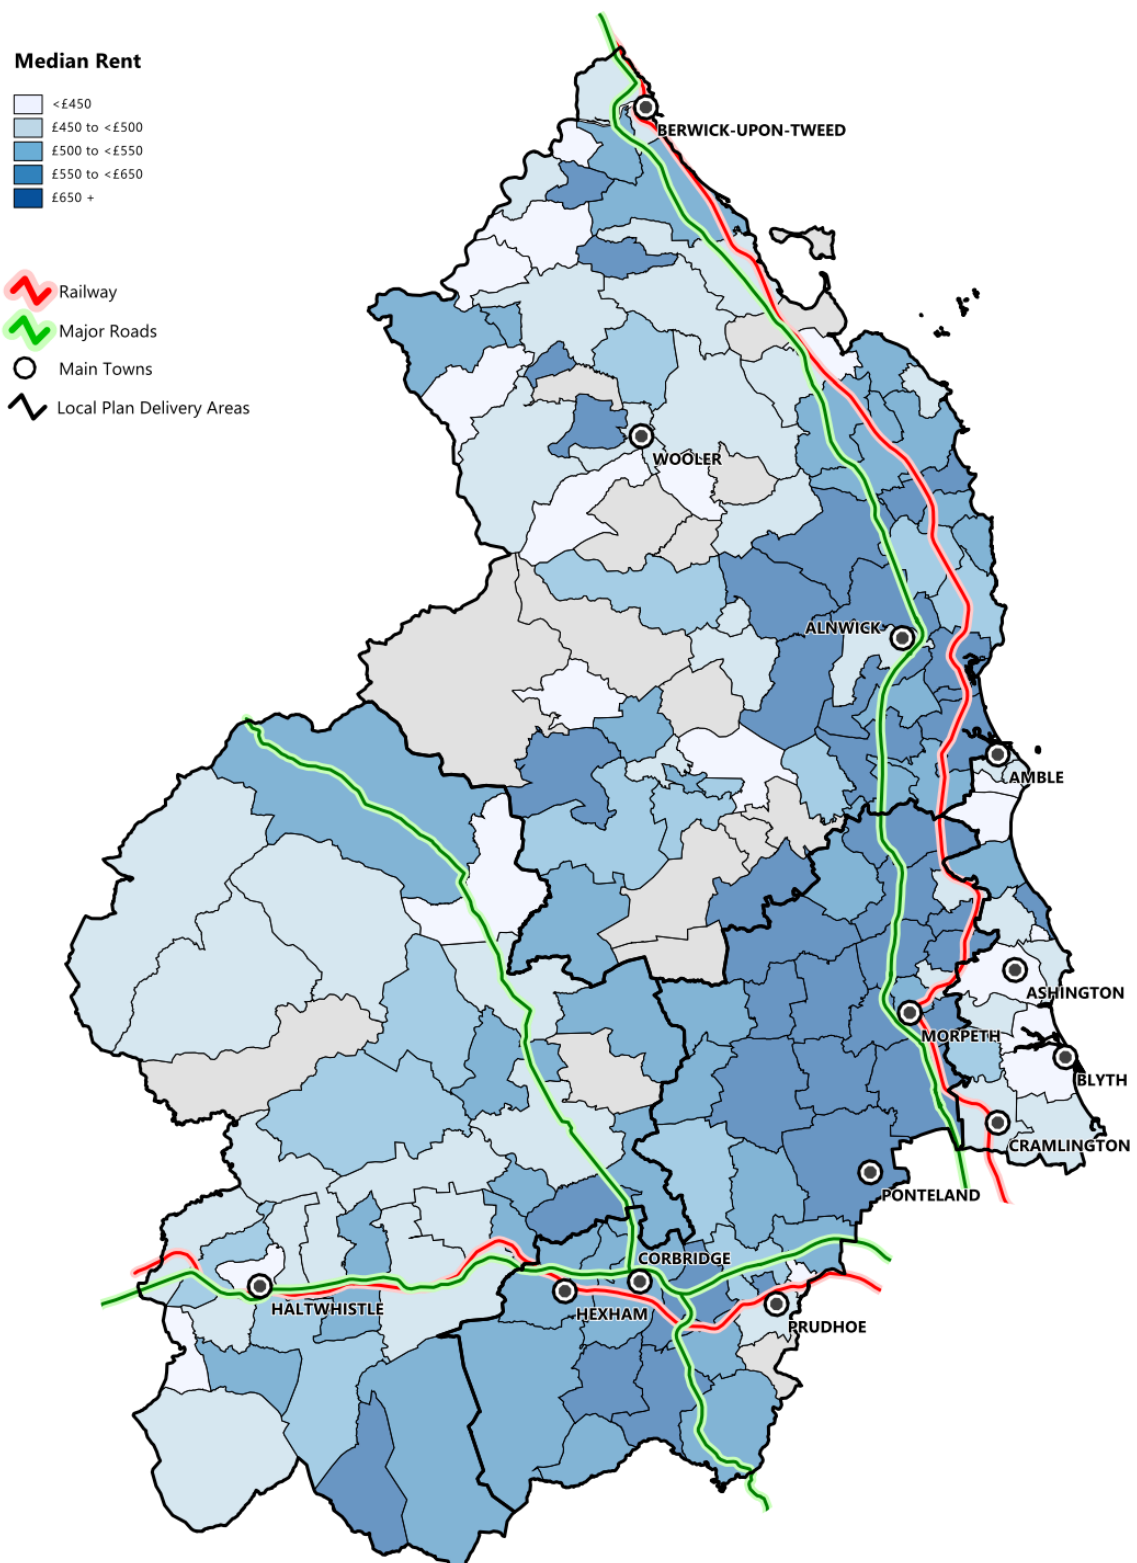 Median Rent
<£450
£450 to <£500
£500 to <£550
£550 to <£650
£650 +
Railway
Major Roads
Main Towns
Local Plan Delivery Areas
BERWICK-UPON-TWEED
WOOLER
ALNWICK
AMBLE
ASHINGTON
MORPETH
BLYTH
CRAMLINGTON
PONTELAND
CORBRIDGE
HALTWHISTLE
HEXHAM
PRUDHOE